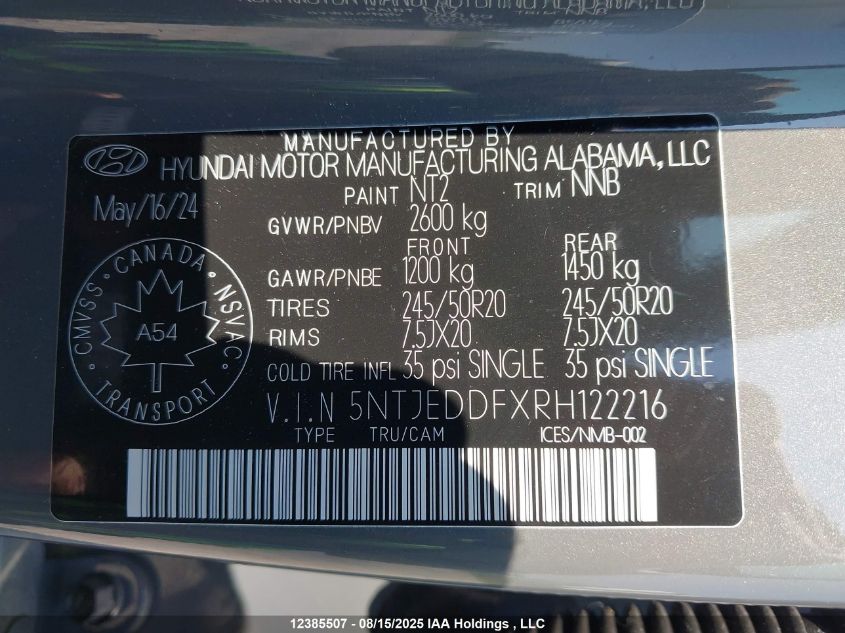 MANUFACTURED BY
HYUNDAI MOTOR MANUFACTURING ALABAMA, LLC
May/16/24
PAINT NT2 TRIM NNB
GVWR/PNBV 2600 kg
FRONT REAR
GAWR/PNBE 1200 kg 1450 kg
TIRES 245/50R20 245/50R20
RIMS 7.5JX20 7.5JX20
COLD TIRE INFL 35 psi SINGLE 35 psi SINGLE
V.I.N 5NTJEDDFXRH122216
TYPE TRU/CAM ICES/NMB-002
CMVSS · CANADA · NSVAC · TRANSPORT ·
A54
12385507 - 08/15/2025 IAA Holdings , LLC